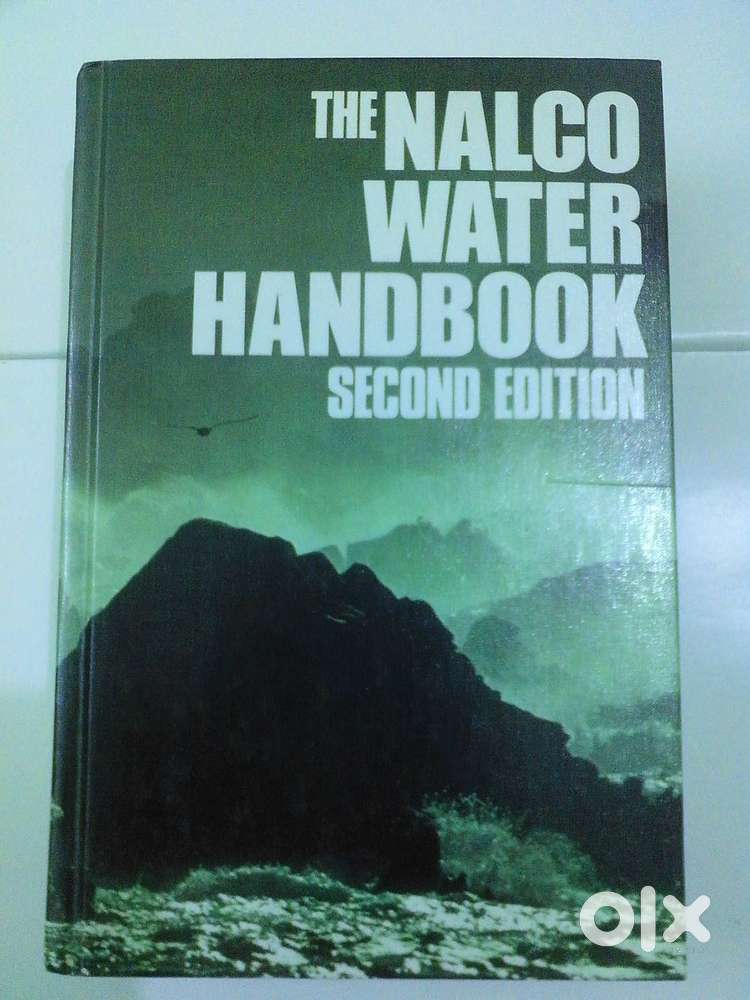 THE NALCO
WATER
HANDBOOK
SECOND EDITION
olx